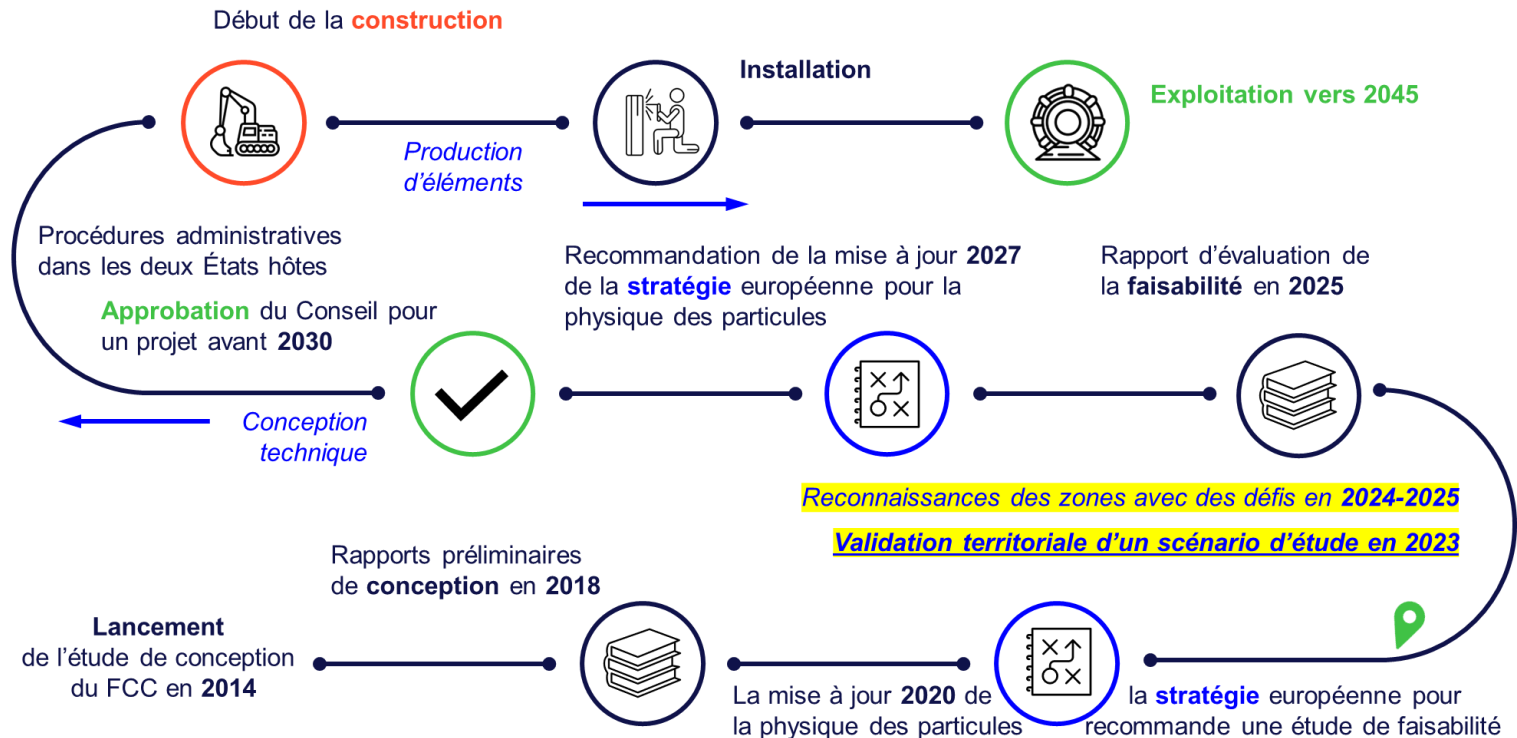 Début de la construction
Installation
Exploitation vers 2045
Production
d'éléments
Procédures administratives
dans les deux États hôtes
Approbation du Conseil pour
un projet avant 2030
Recommandation de la mise à jour 2027
de la stratégie européenne pour la
physique des particules
Rapport d'évaluation de
la faisabilité en 2025
Conception
technique
Reconnaissances des zones avec des défis en 2024-2025
Validation territoriale d'un scénario d'étude en 2023
Rapports préliminaires
de conception en 2018
Lancement
de l'étude de conception
du FCC en 2014
La mise à jour 2020 de la stratégie européenne pour
la physique des particules recommande une étude de faisabilité